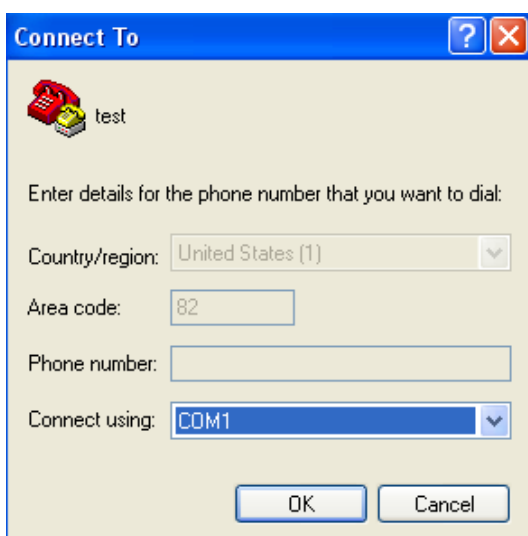 Connect To
test
Enter details for the phone number that you want to dial:
Country/region: United States (1)
Area code: 82
Phone number:
Connect using: COM1
OK Cancel